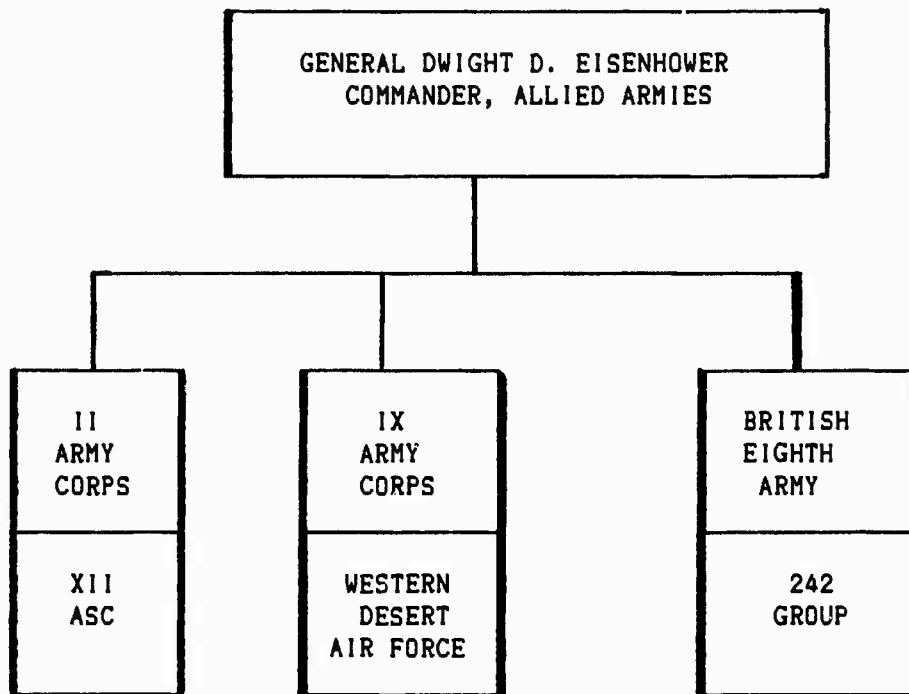 GENERAL DWIGHT D. EISENHOWER
COMMANDER, ALLIED ARMIES
II
ARMY
CORPS
XII
ASC
IX
ARMY
CORPS
WESTERN
DESERT
AIR FORCE
BRITISH
EIGHTH
ARMY
242
GROUP